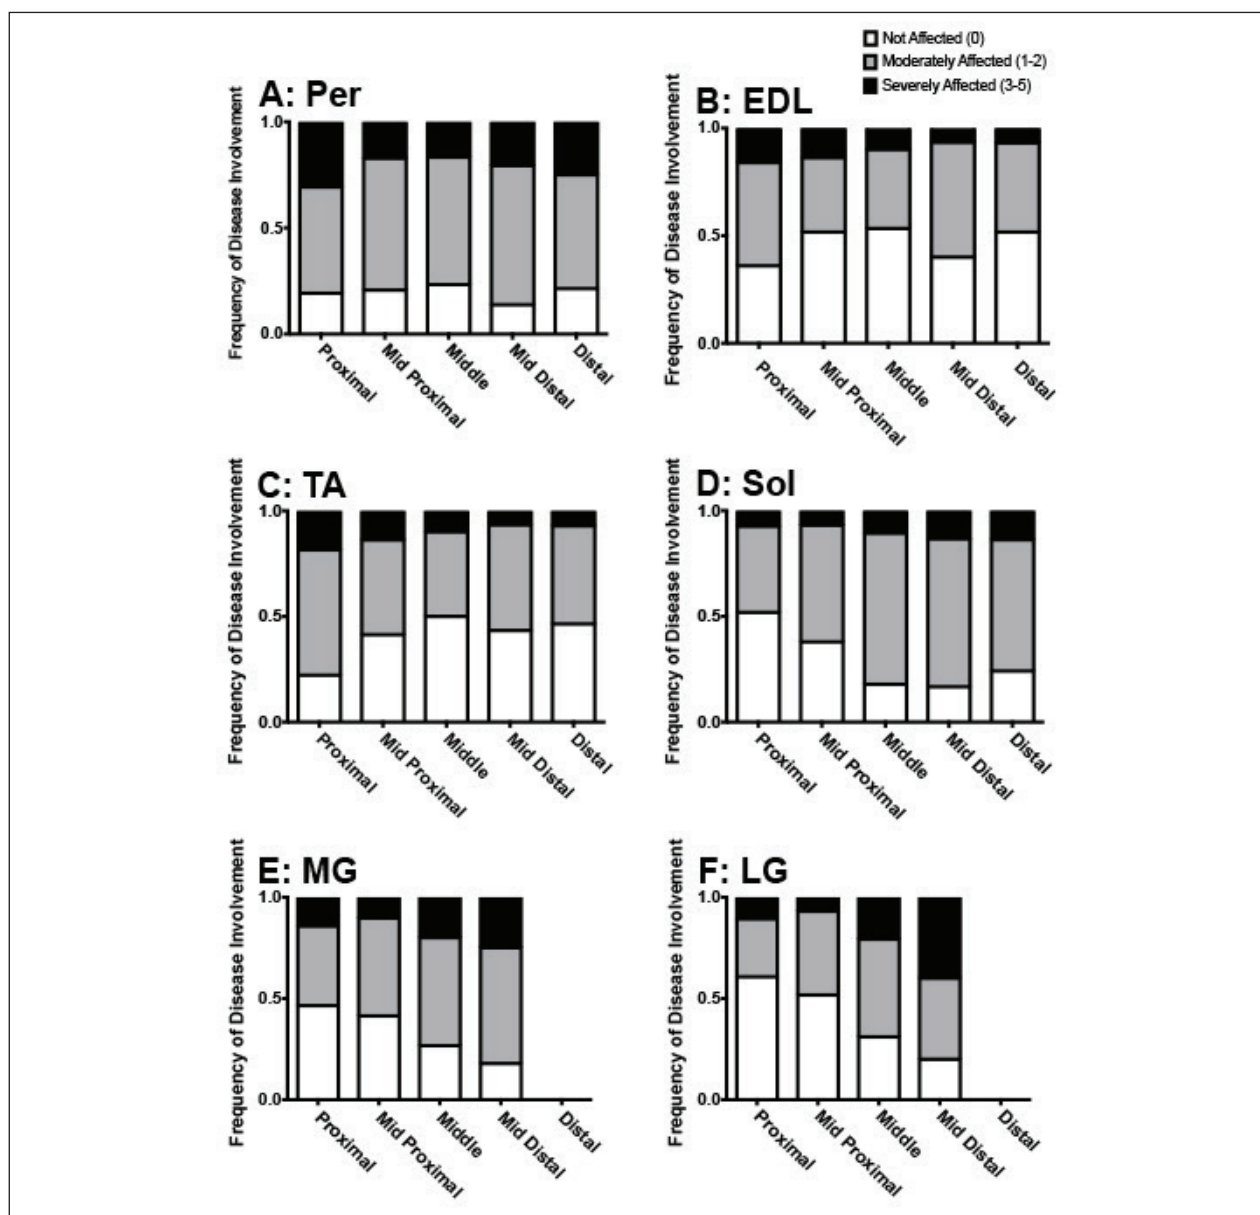 Not Affected (0)
Moderately Affected (1-2)
Severely Affected (3-5)
A: Per
Frequency of Disease Involvement
1.0
0.5
0.0
Proximal
Mid Proximal
Middle
Mid Distal
Distal
B: EDL
Frequency of Disease Involvement
1.0
0.5
0.0
Proximal
Mid Proximal
Middle
Mid Distal
Distal
C: TA
Frequency of Disease Involvement
1.0
0.5
0.0
Proximal
Mid Proximal
Middle
Mid Distal
Distal
D: Sol
Frequency of Disease Involvement
1.0
0.5
0.0
Proximal
Mid Proximal
Middle
Mid Distal
Distal
E: MG
Frequency of Disease Involvement
1.0
0.5
0.0
Proximal
Mid Proximal
Middle
Mid Distal
Distal
F: LG
Frequency of Disease Involvement
1.0
0.5
0.0
Proximal
Mid Proximal
Middle
Mid Distal
Distal